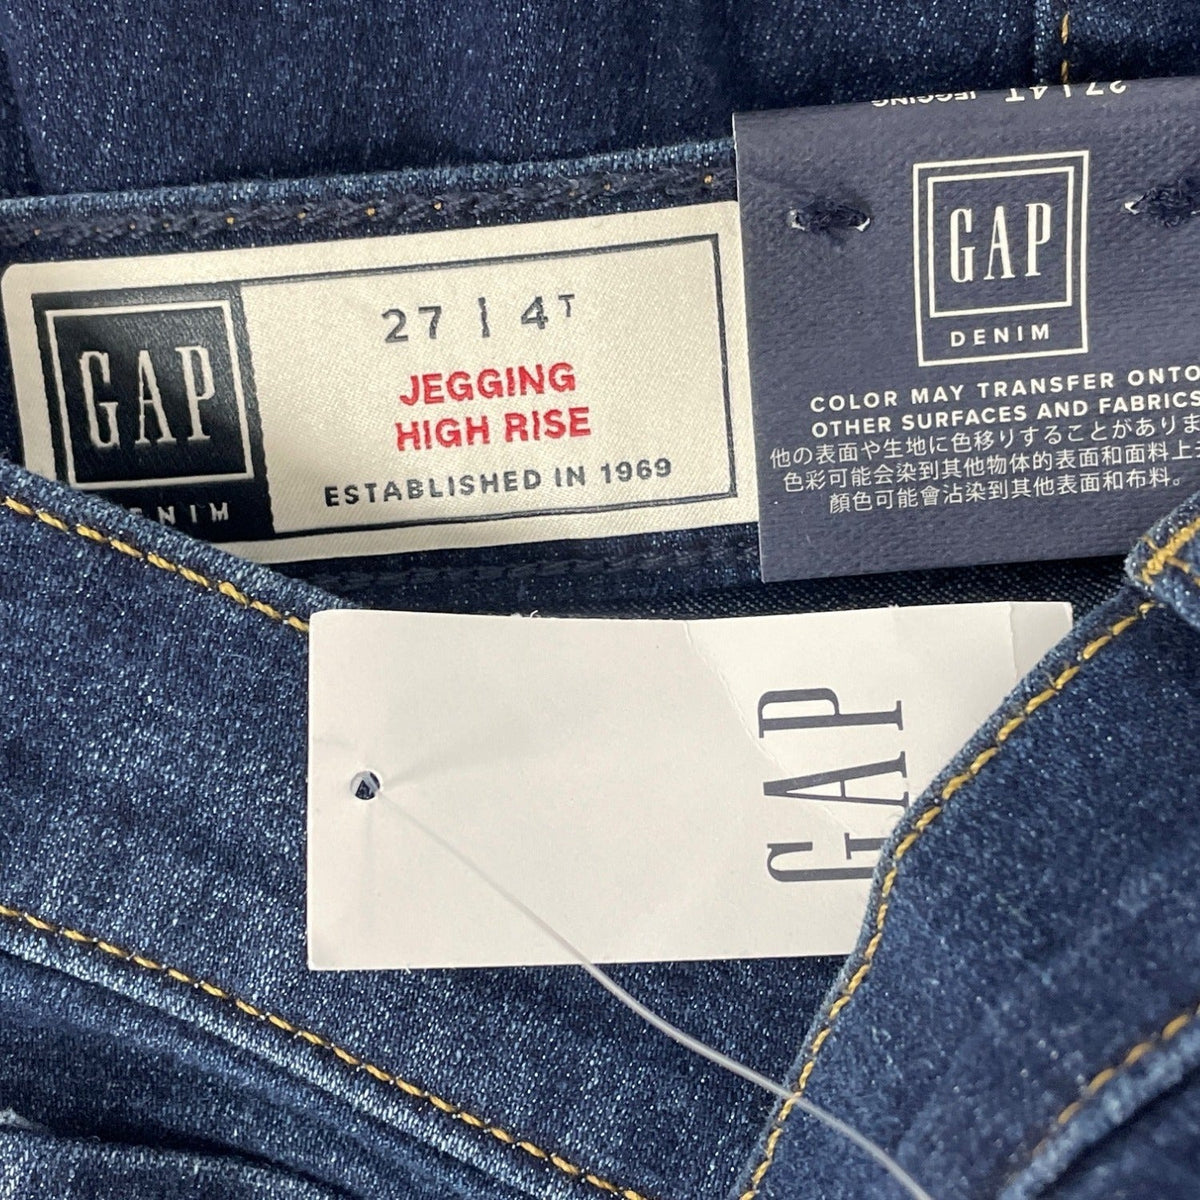 27 | 4T JEGGING
GAP
DENIM
27 | 4T
JEGGING
HIGH RISE
ESTABLISHED IN 1969
GAP
DENIM
COLOR MAY TRANSFER ONTO
OTHER SURFACES AND FABRICS
他の表面や生地に色移りすることがありま
色彩可能会染到其他物体的表面和面料上
顏色可能會沾染到其他表面和布料。
GAP